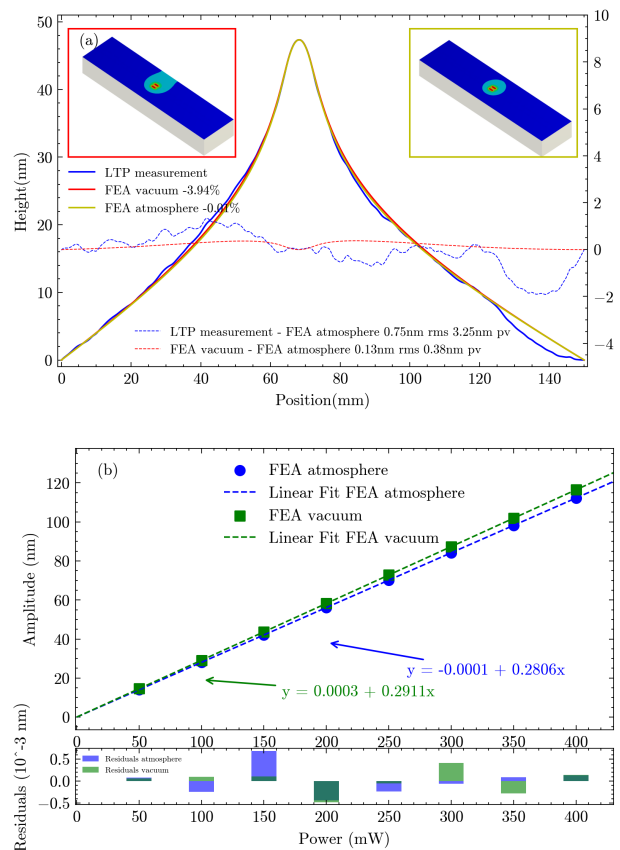 (a)
50
40
30
20
10
0
Height(nm)
10
8
6
4
2
0
−2
−4
LTP measurement
FEA vacuum -3.94%
FEA atmosphere -0.01%
LTP measurement - FEA atmosphere 0.75nm rms 3.25nm pv
FEA vacuum - FEA atmosphere 0.13nm rms 0.38nm pv
0 20 40 60 80 100 120 140
Position(mm)
(b)
120
100
80
60
40
20
0
Amplitude (nm)
FEA atmosphere
Linear Fit FEA atmosphere
FEA vacuum
Linear Fit FEA vacuum
y = -0.0001 + 0.2806x
y = 0.0003 + 0.2911x
0 50 100 150 200 250 300 350 400
Residuals (10^-3 nm)
0.5
0.0
−0.5
Residuals atmosphere
Residuals vacuum
0 50 100 150 200 250 300 350 400
Power (mW)